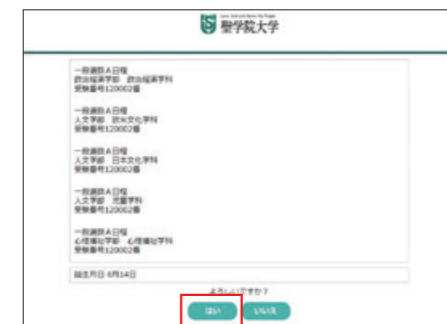 聖学院大学
一般選抜A日程
政治経済学部 政治経済学科
受験番号120002番
一般選抜A日程
人文学部 欧米文化学科
受験番号120002番
一般選抜A日程
人文学部 日本文化学科
受験番号120002番
一般選抜A日程
人文学部 児童学科
受験番号120002番
一般選抜A日程
心理福祉学部 心理福祉学科
受験番号120002番
誕生月日 6月14日
よろしいですか？
はい いいえ